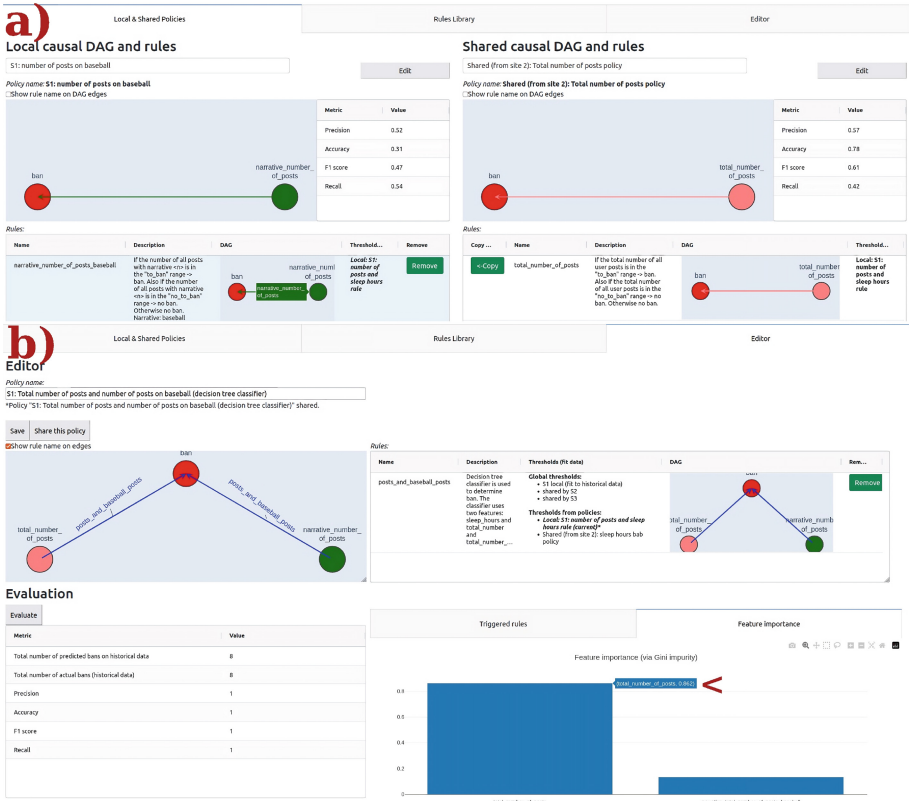 a)
Local & Shared Policies
Rules Library
Editor
Local causal DAG and rules
S1: number of posts on baseball
Edit
Policy name: S1: number of posts on baseball
Show rule name on DAG edges
ban
narrative_number_
of_posts
Metric Value
Precision 0.52
Accuracy 0.31
F1 score 0.47
Recall 0.54
Rules:
Name Description DAG Threshold... Remove
narrative_number_of_posts_baseball
If the number of all posts
with narrative <n> is in
the "to_ban" range ->
ban. Also if the number
of all posts with narrative
<n> is in the "no_to_ban"
range -> no ban.
Otherwise no ban.
Narrative: baseball
ban
narrative_numl
of_posts
narrative_number_
of_posts
Local: S1:
number of
posts and
sleep hours
rule
Remove
Shared causal DAG and rules
Shared (from site 2): Total number of posts policy
Edit
Policy name: Shared (from site 2): Total number of posts policy
Show rule name on DAG edges
ban
total_number_
of_posts
Metric Value
Precision 0.57
Accuracy 0.78
F1 score 0.61
Recall 0.42
Rules:
Copy ... Name Description DAG Threshold...
<-Copy
total_number_of_posts
If the total number of all
user posts is in the
"to_ban" range ->
ban. Also if the total
number of all user posts is
in the "no_to_ban"
range -> no ban.
Otherwise no ban.
ban
total_number
of_posts
Local: S1:
number of
posts and
sleep hours
rule
b)
Local & Shared Policies
Rules Library
Editor
Editor
Policy name:
S1: Total number of posts and number of posts on baseball (decision tree classifier)
*Policy "S1: Total number of posts and number of posts on baseball (decision tree classifier)" shared.
Save
Share this policy
Show rule name on edges
ban
posts_and_baseball_posts
posts_and_baseball_posts
total_number_
of_posts
narrative_number_
of_posts
Rules:
Name Description Thresholds (fit data) DAG Rem...
posts_and_baseball_posts
Decision tree
classifier is used
to determine
ban. The
classifier uses
two features:
sleep_hours and
total_number
and
total_number_...
Global thresholds:
• S1 local (fit to historical data)
• shared by S2
• shared by S3
Thresholds from policies:
• Local: S1: number of posts and sleep
hours rule (current)*
• Shared (from site 2): sleep hours bab
policy
ban
otal_number_
of_posts
narrative_numb
of_posts
Remove
Evaluation
Evaluate
Metric Value
Total number of predicted bans on historical data 8
Total number of actual bans (historical data) 8
Precision 1
Accuracy 1
F1 score 1
Recall 1
Triggered rules
Feature importance
Feature importance (via Gini impurity)
(total_number_of_posts, 0.862)
<
0.8
0.6
0.4
0.2
0